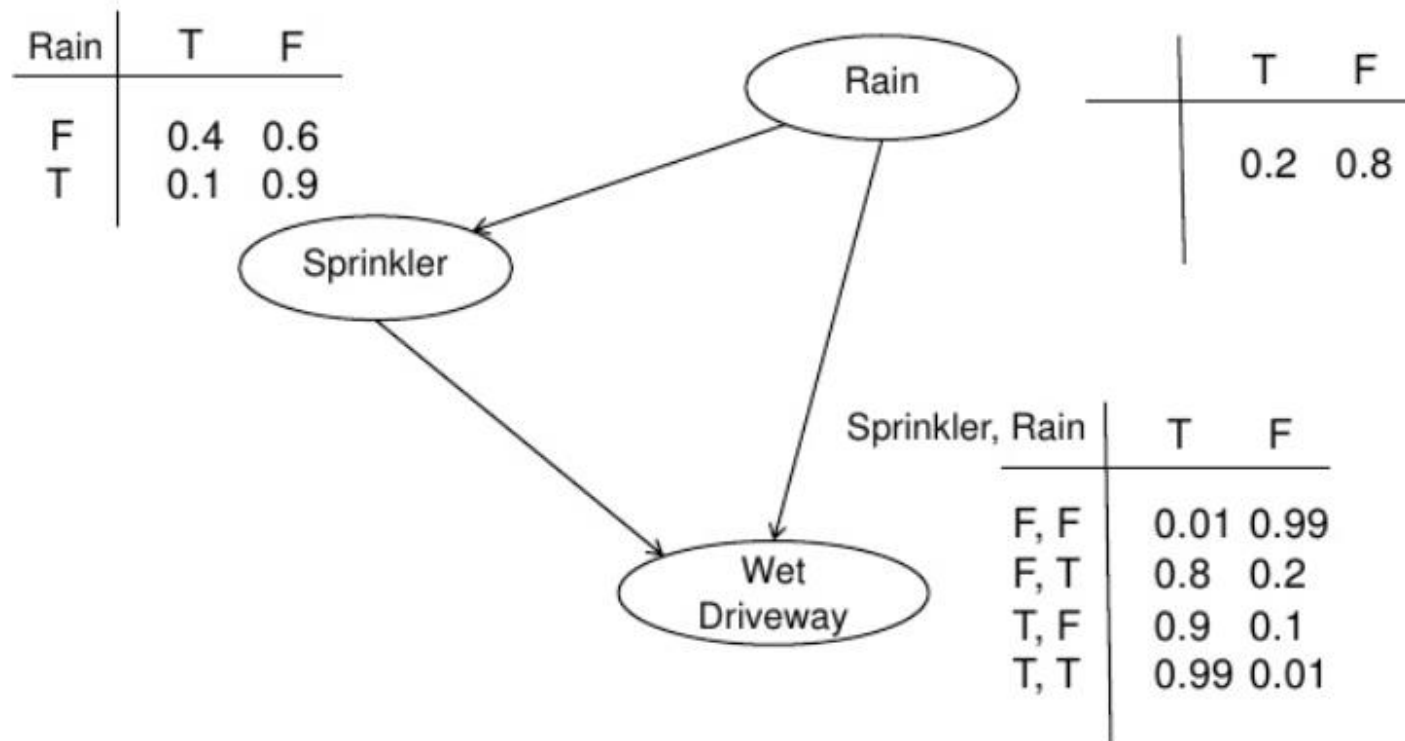 Rain T F
F 0.4 0.6
T 0.1 0.9
Rain
T F
0.2 0.8
Sprinkler
Sprinkler, Rain T F
F, F 0.01 0.99
F, T 0.8 0.2
T, F 0.9 0.1
T, T 0.99 0.01
Wet
Driveway